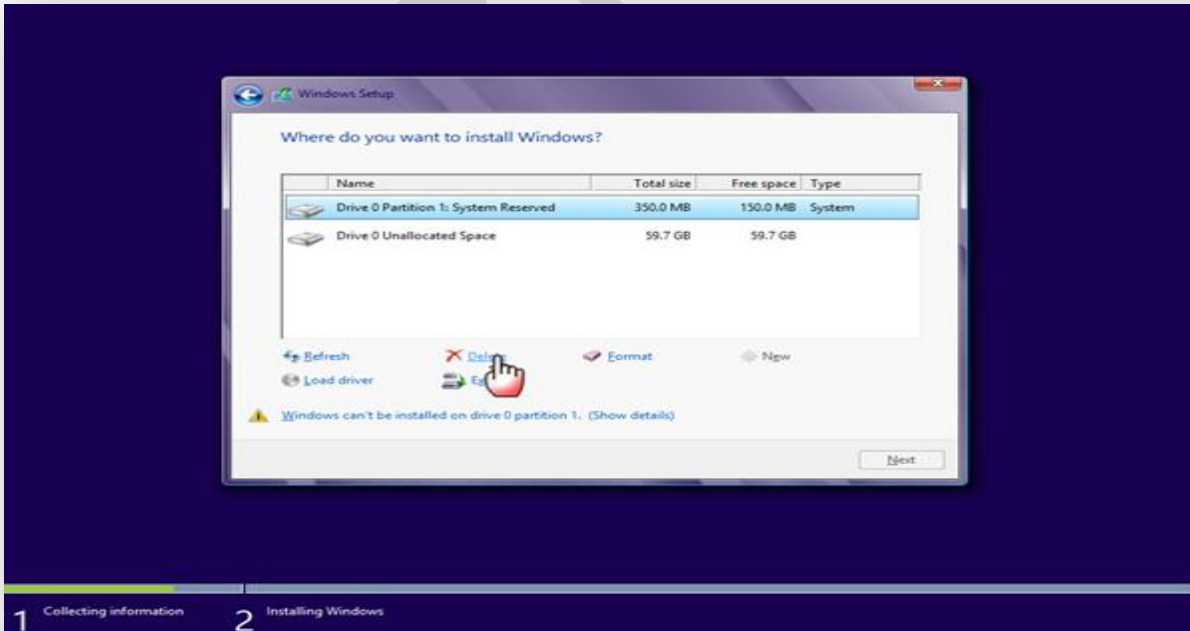 Windows Setup
Where do you want to install Windows?
Name Total size Free space Type
Drive 0 Partition 1: System Reserved 350.0 MB 150.0 MB System
Drive 0 Unallocated Space 59.7 GB 59.7 GB
Refresh Format New
Load driver
Windows can't be installed on drive 0 partition 1. (Show details)
Next
1 Collecting information 2 Installing Windows